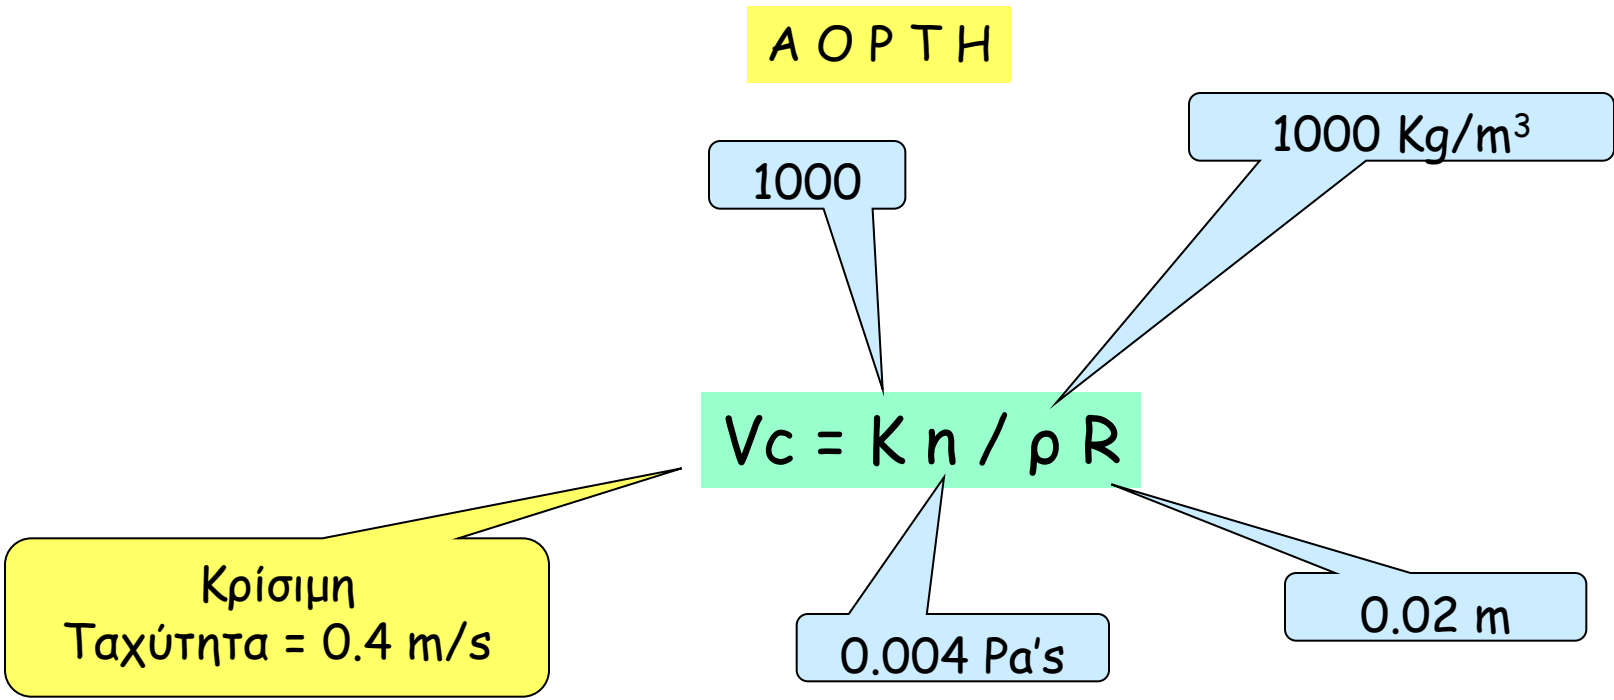 Α Ο Ρ Τ Η
1000 Kg/m³
1000
Vc = K n / ρ R
Κρίσιμη
Ταχύτητα = 0.4 m/s
0.004 Pa's
0.02 m